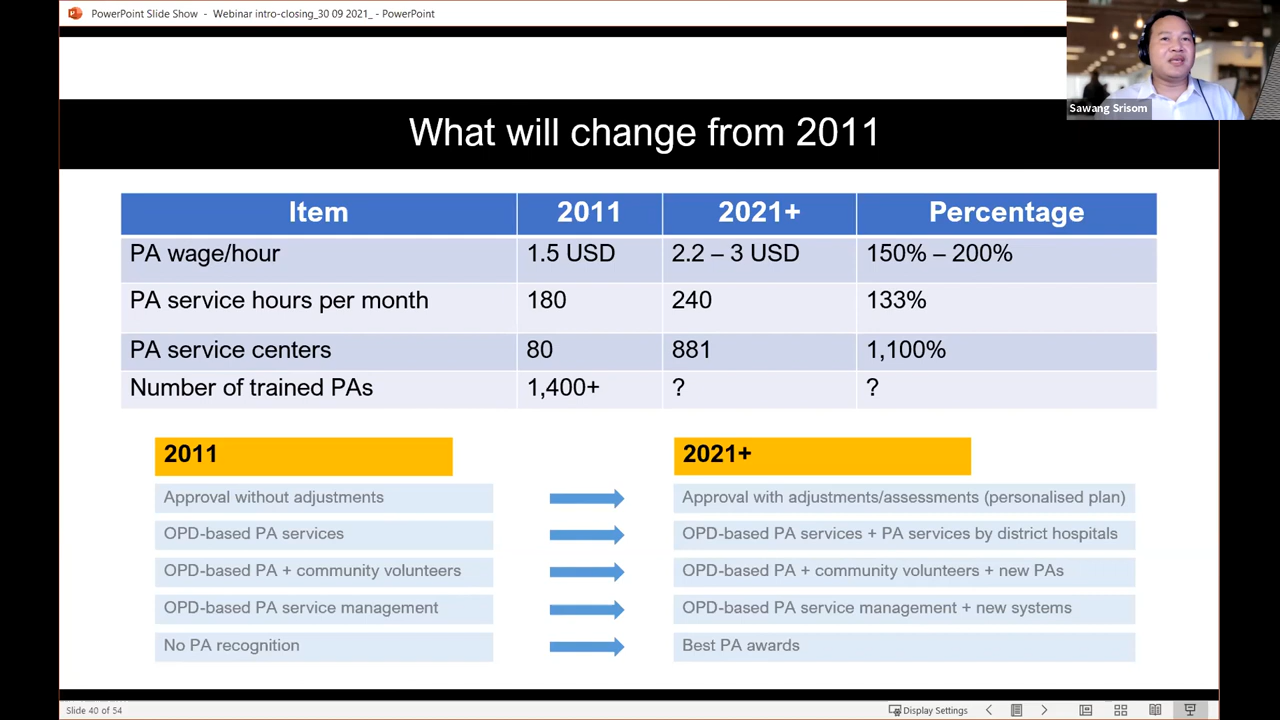 PowerPoint Slide Show - Webinar intro-closing_30 09 2021_ - PowerPoint
Sawang Srisom
What will change from 2011
Item 2011 2021+ Percentage
PA wage/hour 1.5 USD 2.2 – 3 USD 150% – 200%
PA service hours per month 180 240 133%
PA service centers 80 881 1,100%
Number of trained PAs 1,400+ ? ?
2011 2021+
Approval without adjustments Approval with adjustments/assessments (personalised plan)
OPD-based PA services OPD-based PA services + PA services by district hospitals
OPD-based PA + community volunteers OPD-based PA + community volunteers + new PAs
OPD-based PA service management OPD-based PA service management + new systems
No PA recognition Best PA awards
Slide 40 of 54 Display Settings